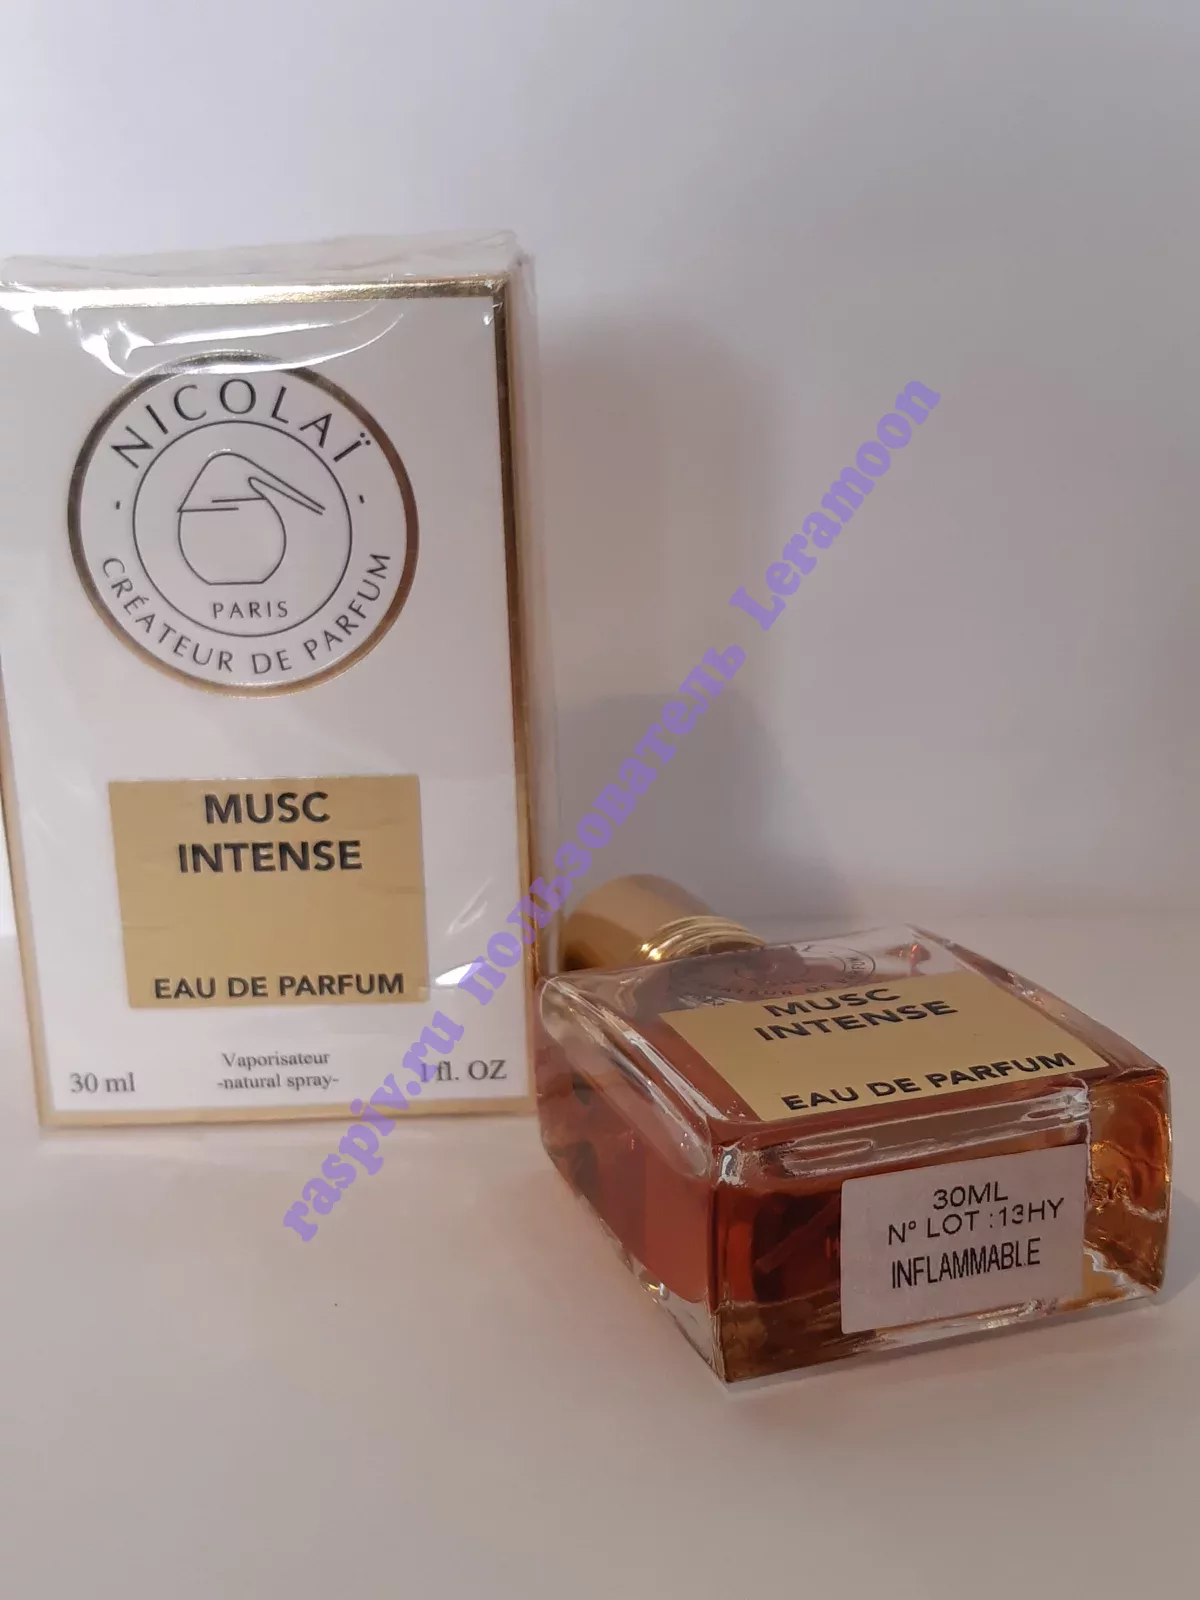 NICOLAÏ
PARIS
CRÉATEUR DE PARFUM
MUSC
INTENSE
EAU DE PARFUM
30 ml
Vaporisateur
-natural spray-
1 fl. OZ
raspiv.ru пользователь Leramoon
MUSC
INTENSE
EAU DE PARFUM
30ML
N° LOT :13HY
INFLAMMABLE